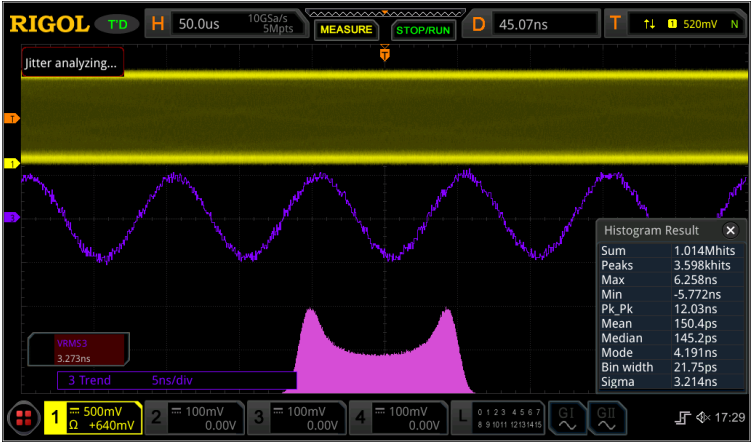 RIGOL T'D H 50.0us 10GSa/s 5Mpts MEASURE STOP/RUN D 45.07ns T 1 520mV N
T
Jitter analyzing...
T
1
3
Histogram Result
Sum 1.014Mhits
Peaks 3.598khits
Max 6.258ns
Min -5.772ns
Pk_Pk 12.03ns
Mean 150.4ps
Median 145.2ps
Mode 4.191ns
Bin width 21.75ps
Sigma 3.214ns
VRMS3
3.273ns
3 Trend 5ns/div
1 500mV Ω +640mV
2 100mV 0.00V
3 100mV 0.00V
4 100mV 0.00V
L 0 1 2 3 4 5 6 7
8 9 10 11 12 13 14 15
GI GII 17:29